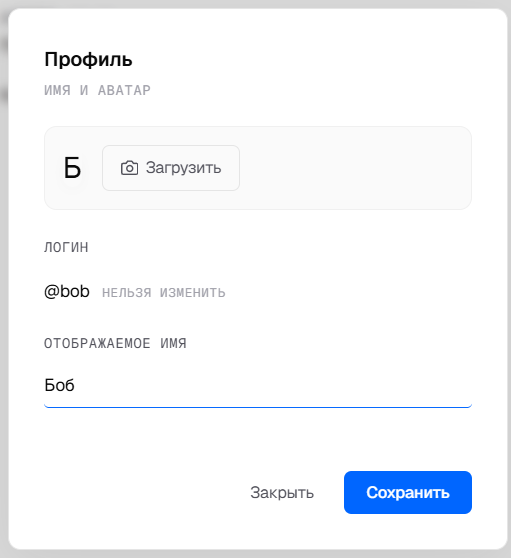 Профиль
ИМЯ И АВАТАР
Б
Загрузить
ЛОГИН
@bob НЕЛЬЗЯ ИЗМЕНИТЬ
ОТОБРАЖАЕМОЕ ИМЯ
Боб
Закрыть Сохранить